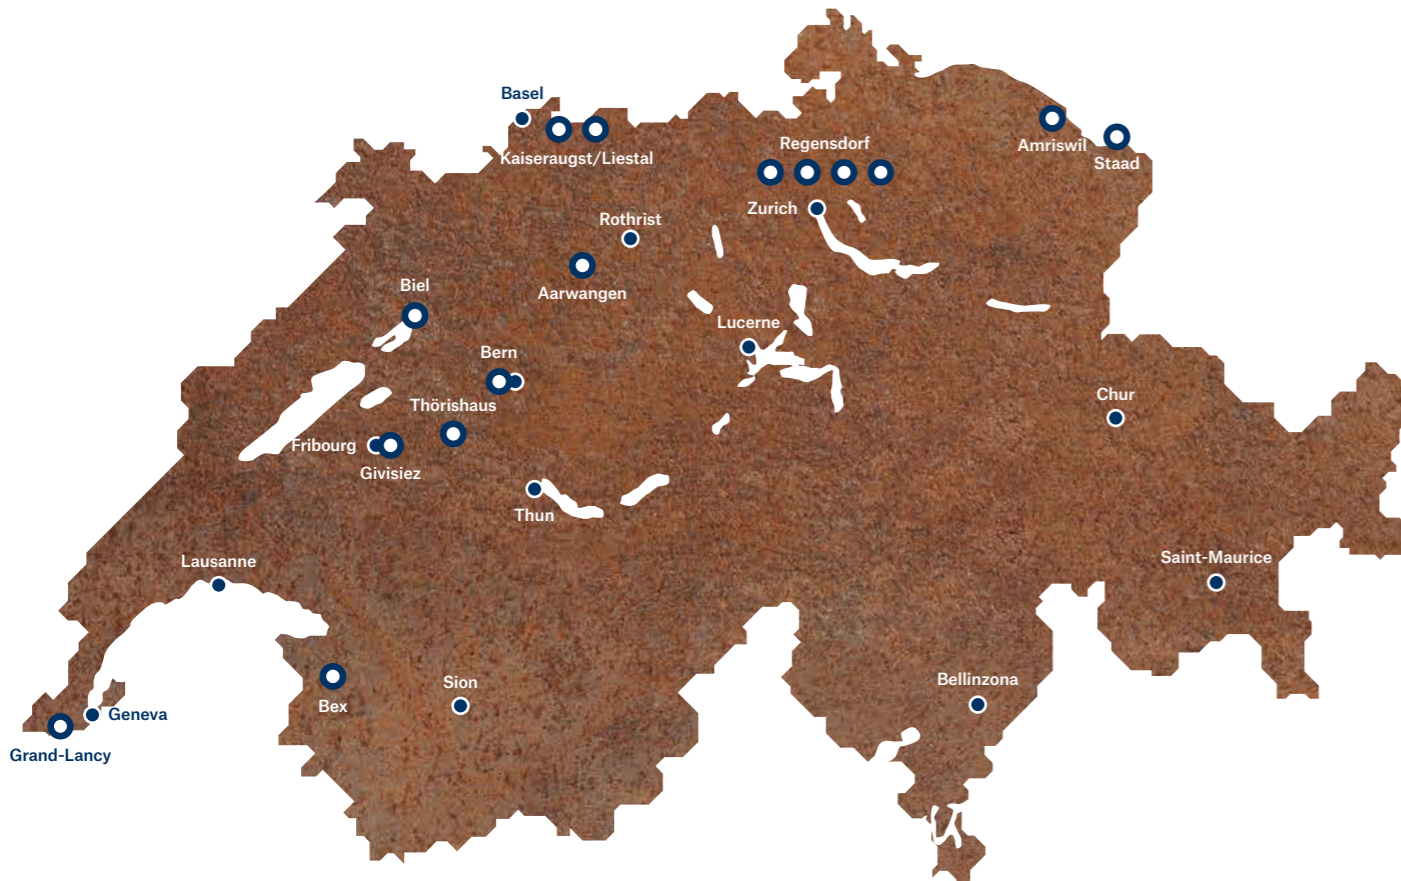 Basel
Kaiseraugst/Liestal
Regensdorf
Amriswil
Staad
Zurich
Rothrist
Aarwangen
Biel
Lucerne
Bern
Thörishaus
Chur
Fribourg
Givisiez
Thun
Lausanne
Saint-Maurice
Bex
Sion
Bellinzona
Geneva
Grand-Lancy